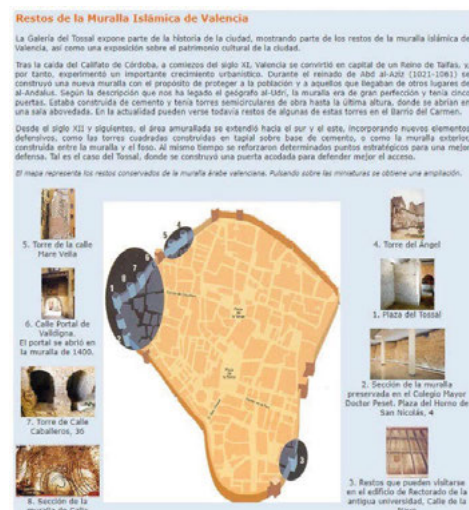 Restos de la Muralla Islámica de Valencia
La Galería del Tossal expone parte de la historia de la ciudad, mostrando parte de los restos de la muralla islámica de
Valencia, así como una exposición sobre el patrimonio cultural de la ciudad.
Tras la caída del Califato de Córdoba, a comiezos del siglo XI, Valencia se convirtió en capital de un Reino de Taifas, y
por tanto, experimentó un importante crecimiento urbanístico. Durante el reinado de Abd al-Aziz (1021-1061) se
construyó una nueva muralla con el propósito de proteger a la población y a aquellos que llegaban de otros lugares de
al-Andalus. Según la descripción que nos ha legado el geógrafo al-Udrí, la muralla era de gran perfección y tenía cinco
puertas. Estaba construida de cemento y tenía torres semicirculares de obra hasta la última altura, donde se abrían en
una sala abovedada. En la actualidad pueden verse todavía restos de algunas de estas torres en el Barrio del Carmen.
Desde el siglo XII y siguientes, el área amurallada se extendió hacia el sur y el este, incorporando nuevos elementos
defensivos, como las torres cuadradas construidas en tapial sobre base de cemento, o como la muralla exterior,
construida entre la muralla y el foso. Al mismo tiempo se reforzaron determinados puntos estratégicos para una mejor
defensa. Tal es el caso del Tossal, donde se construyó una puerta acodada para defender mejor el acceso.
El mapa representa los restos conservados de la muralla árabe valenciana. Pulsando sobre las miniaturas se obtiene una ampliación.
5. Torre de la calle
Mare Vella
6. Calle Portal de
Valldigna.
El portal se abrió en
la muralla de 1400.
7. Torre de Calle
Caballeros, 36
8. Sección de la
muralla de Calle
4. Torre del Ángel
1. Plaza del Tossal
2. Sección de la muralla
preservada en el Colegio Mayor
Doctor Peset. Plaza del Horno de
San Nicolás, 4
3. Restos que pueden visitarse
en el edificio de Rectorado de la
antigua universidad, Calle de la